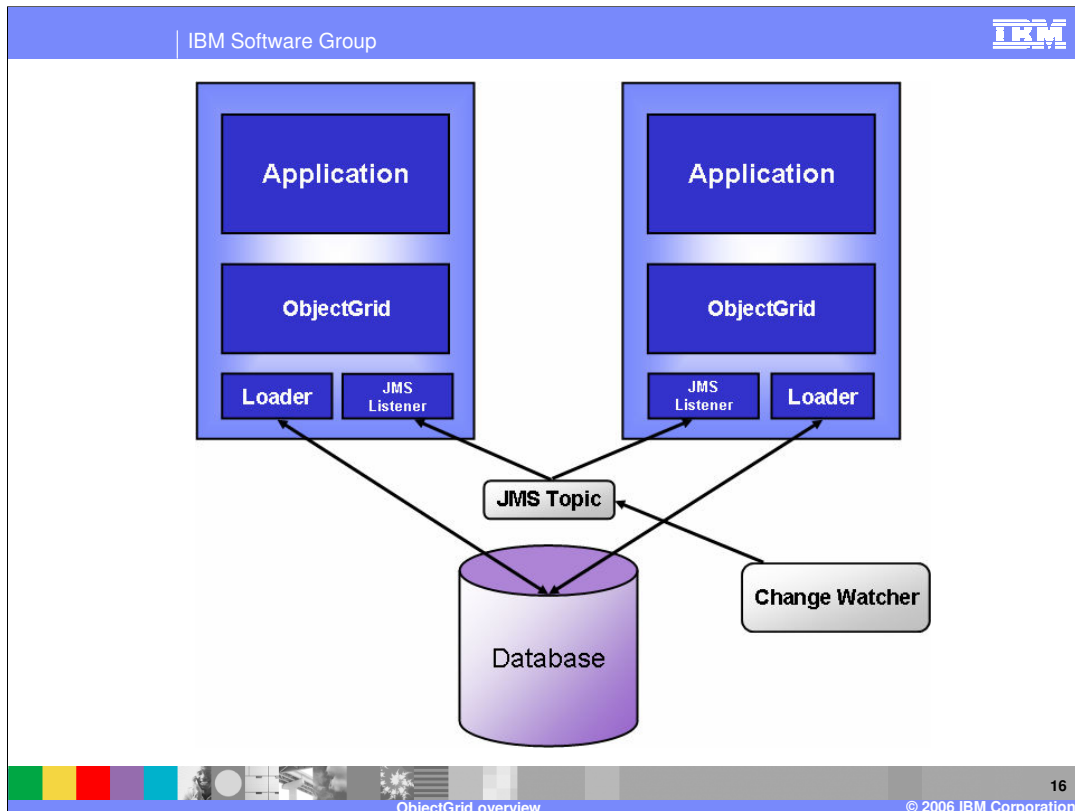 IBM Software Group
IBM
Application
ObjectGrid
Loader
JMS
Listener
Application
ObjectGrid
JMS
Listener
Loader
JMS Topic
Change Watcher
Database
16
ObjectGrid overview
© 2006 IBM Corporation